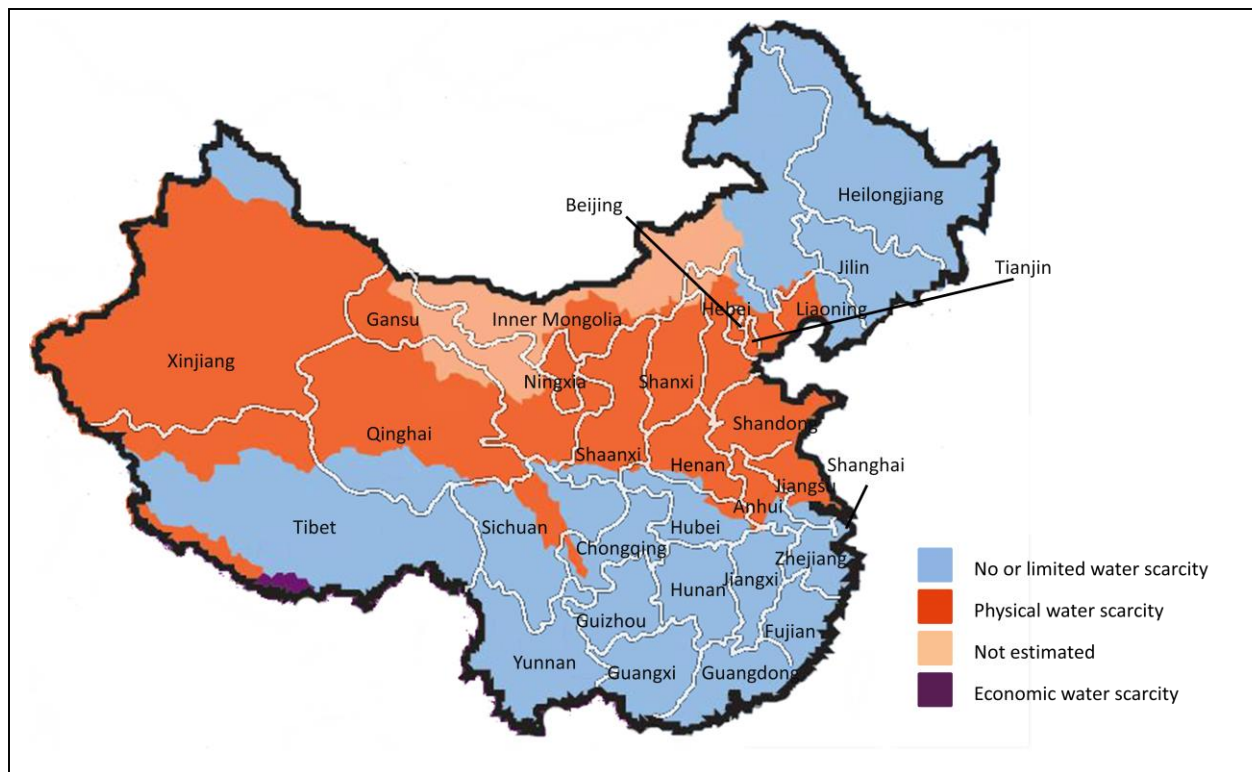 Heilongjiang
Beijing
Jilin
Tianjin
Gansu
Inner Mongolia
Hebei
Liaoning
Xinjiang
Ningxia
Shanxi
Qinghai
Shandong
Shaanxi
Henan
Shanghai
Jiangsu
Anhui
Tibet
Sichuan
Hubei
Chongqing
Zhejiang
Hunan
Jiangxi
Guizhou
Fujian
Yunnan
Guangxi
Guangdong
No or limited water scarcity
Physical water scarcity
Not estimated
Economic water scarcity